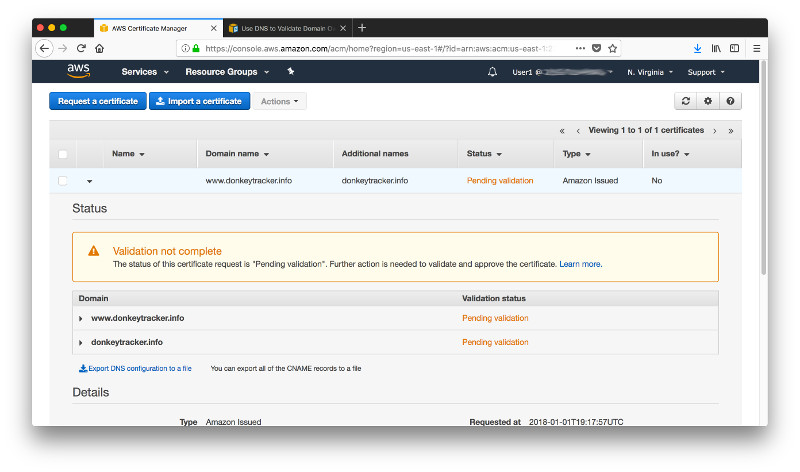 AWS Certificate Manager
Use DNS to Validate Domain O
https://console.aws.amazon.com/acm/home?region=us-east-1#/?id=arn:aws:acm:us-east-1:
aws Services Resource Groups User1 @ N. Virginia Support
Request a certificate Import a certificate Actions
« ‹ Viewing 1 to 1 of 1 certificates › »
Name Domain name Additional names Status Type In use?
www.donkeytracker.info donkeytracker.info Pending validation Amazon Issued No
Status
Validation not complete
The status of this certificate request is "Pending validation". Further action is needed to validate and approve the certificate. Learn more.
Domain Validation status
www.donkeytracker.info Pending validation
donkeytracker.info Pending validation
Export DNS configuration to a file You can export all of the CNAME records to a file
Details
Type Amazon Issued Requested at 2018-01-01T19:17:57UTC